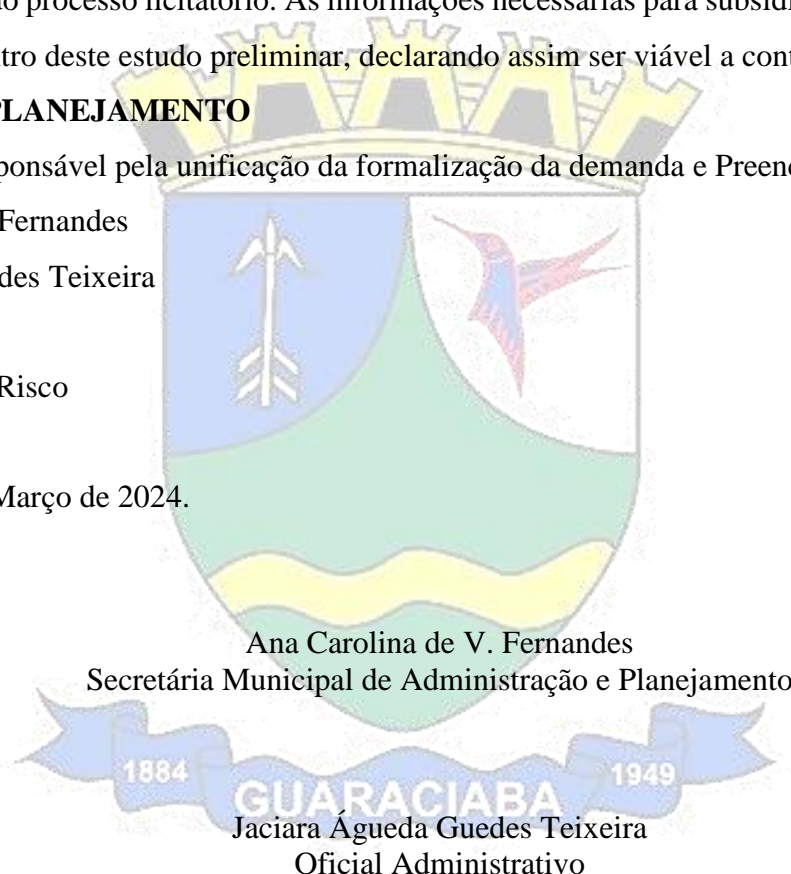 do processo licitatório. As informações necessárias para subsidi
tro deste estudo preliminar, declarando assim ser viável a cont
PLANEJAMENTO
ponsável pela unificação da formalização da demanda e Preen
Fernandes
des Teixeira
Risco
Março de 2024.
Ana Carolina de V. Fernandes
Secretária Municipal de Administração e Planejamento
1884
1949
GUARACIABA
Jaciara Águeda Guedes Teixeira
Oficial Administrativo